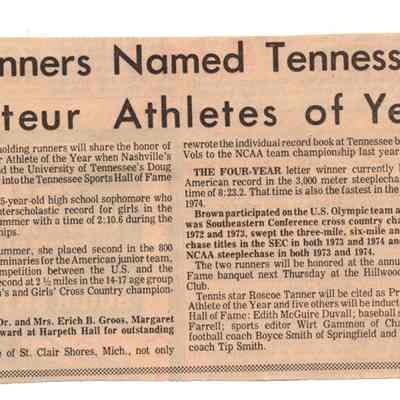 nners Named Tenness
teur Athletes of Ye
holding runners will share the honor of
r Athlete of the Year when Nashville's
nd the University of Tennessee's Doug
into the Tennessee Sports Hall of Fame
5-year-old high school sophomore who
nterscholastic record for girls in the
ummer with a time of 2:10.6 during the
hips.
ummer, she placed second in the 800
minaries for the American junior team,
ompetition between the U.S. and the
econd at 2 ½ miles in the 14-17 age group
's and Girls' Cross Country champion-
Dr. and Mrs. Erich B. Groos, Margaret
ward at Harpeth Hall for outstanding
e of St. Clair Shores, Mich., not only
rewrote the individual record book at Tennessee b
Vols to the NCAA team championship last year.
THE FOUR-YEAR letter winner currently h
American record in the 3,000 meter steeplechas
time of 8:23.2. That time is also the fastest in the
1974.
Brown participated on the U.S. Olympic team a
was Southeastern Conference cross country cha
1972 and 1973, swept the three-mile, six-mile an
chase titles in the SEC in both 1973 and 1974 an
NCAA steeplechase in both 1973 and 1974.
The two runners will be honored at the annu
Fame banquet next Thursday at the Hillwood
Club.
Tennis star Roscoe Tanner will be cited as Pr
Athlete of the Year and five others will be induct
Hall of Fame: Edith McGuire Duvall; baseball s
Farrell; sports editor Wirt Gammon of Cha
football coach Boyce Smith of Springfield and
coach Tip Smith.